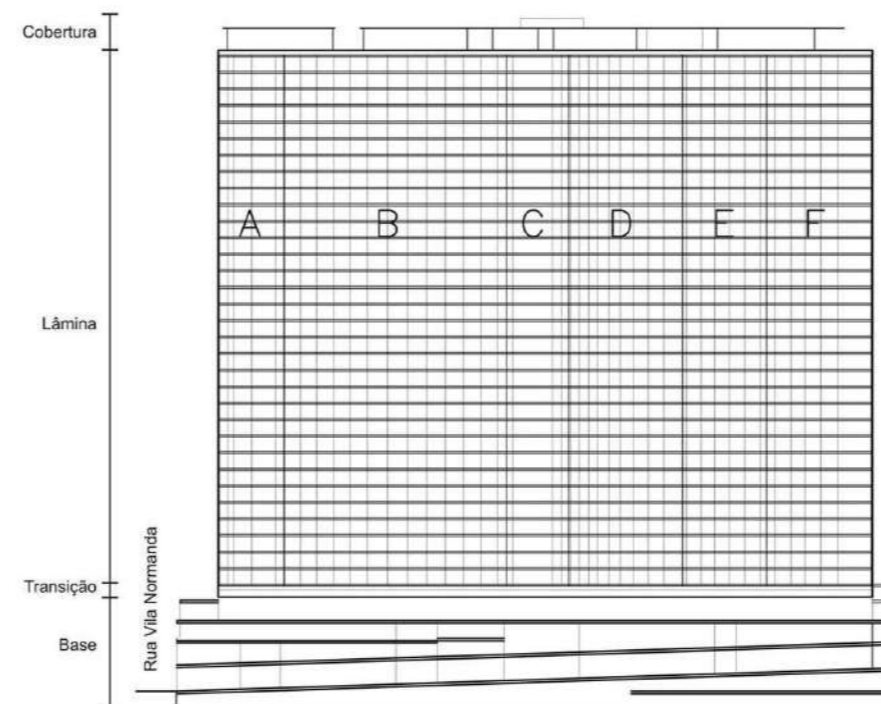 Cobertura
Lâmina
A B C D E F
Transição
Base
Rua Vila Normanda